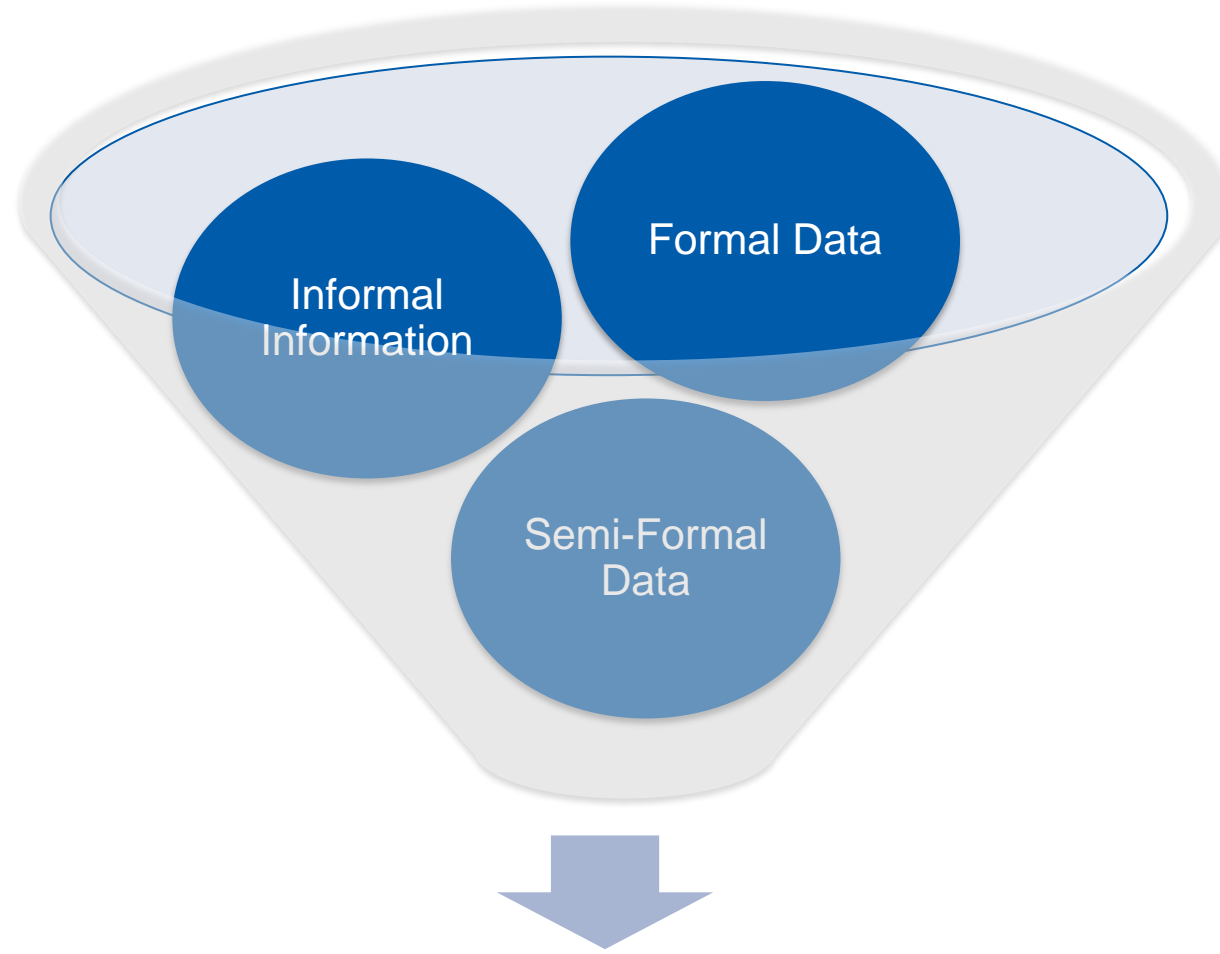 Formal Data
Informal
Information
Semi-Formal
Data